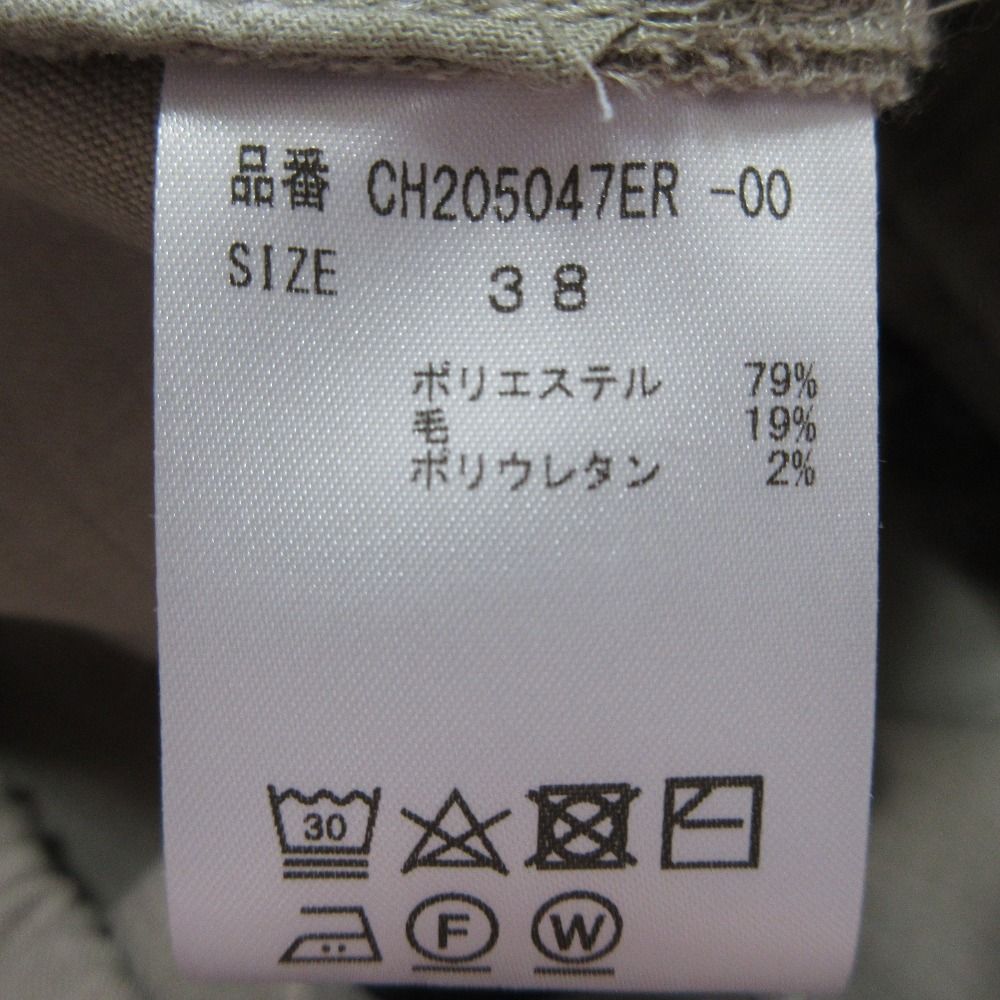 品番 CH205047ER -00
SIZE 38
ポリエステル 79%
毛 19%
ポリウレタン 2%
30
F W